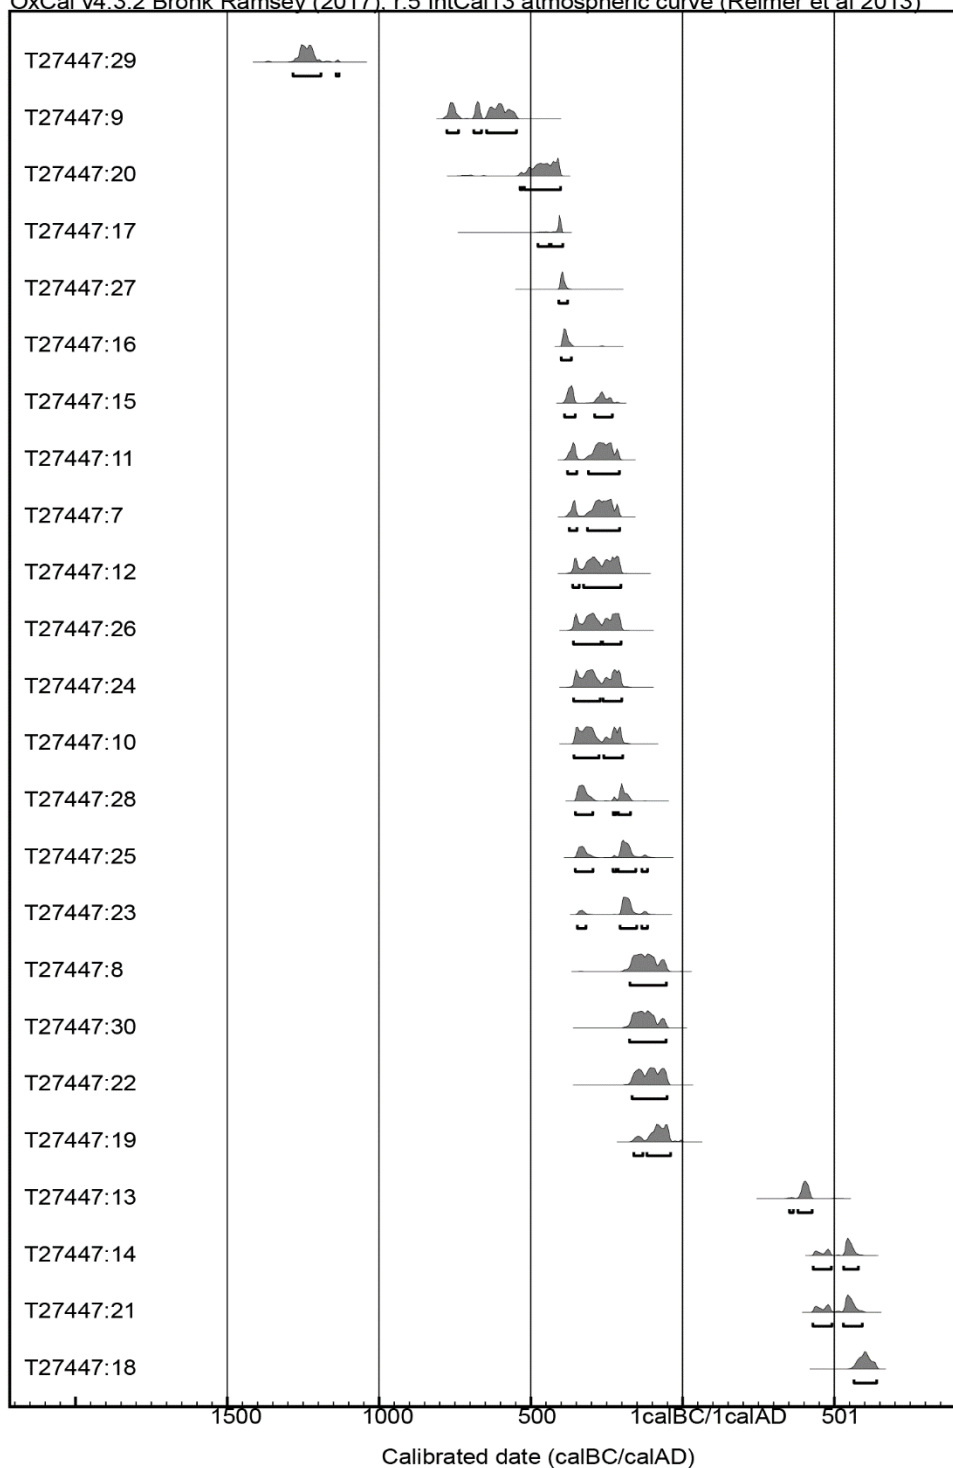 OxCal v4.3.2 Bronk Ramsey (2017); r:5 IntCal13 atmospheric curve (Reimer et al 2013)
T27447:29
T27447:9
T27447:20
T27447:17
T27447:27
T27447:16
T27447:15
T27447:11
T27447:7
T27447:12
T27447:26
T27447:24
T27447:10
T27447:28
T27447:25
T27447:23
T27447:8
T27447:30
T27447:22
T27447:19
T27447:13
T27447:14
T27447:21
T27447:18
1500 1000 500 1calBC/1calAD 501
Calibrated date (calBC/calAD)